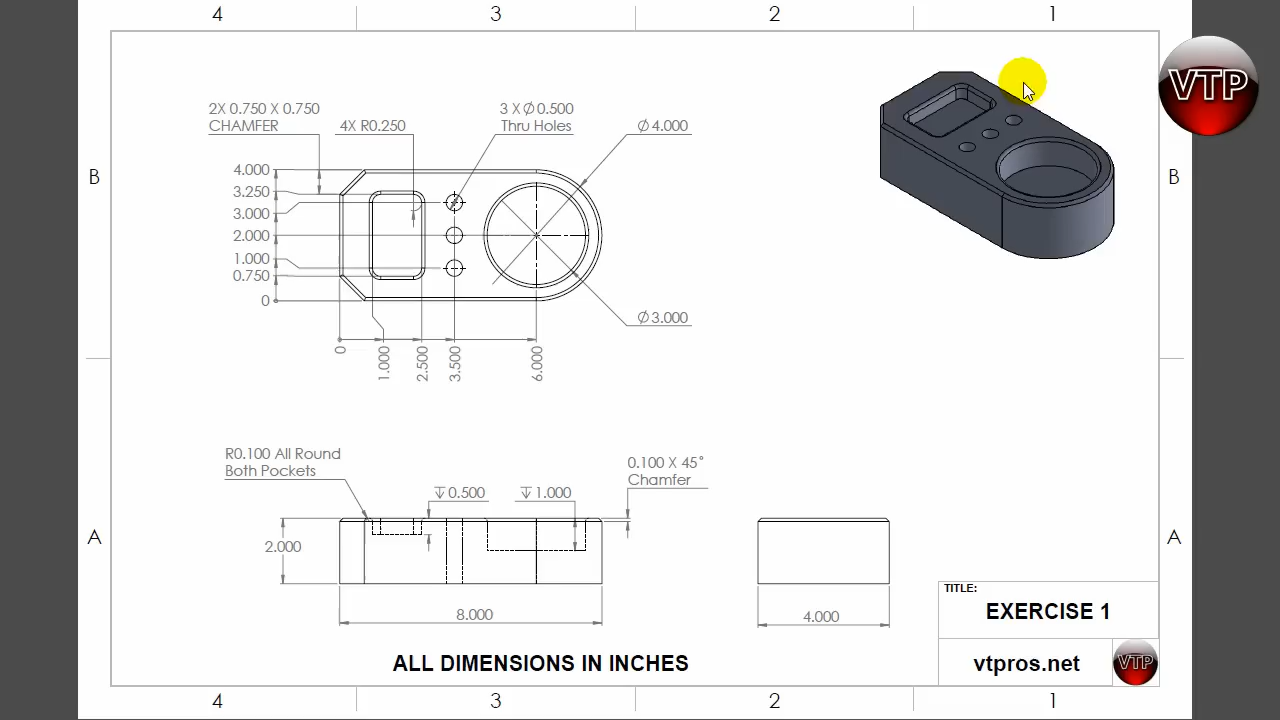 4 3 2 1
VTP
2X 0.750 X 0.750
CHAMFER
4X R0.250
3 X Ø 0.500
Thru Holes
Ø 4.000
B
B
4.000
3.250
3.000
2.000
1.000
0.750
0
Ø 3.000
0
1.000
2.500
3.500
6.000
R0.100 All Round
Both Pockets
0.100 X 45°
Chamfer
↧ 0.500
↧ 1.000
A
A
2.000
8.000
4.000
TITLE:
EXERCISE 1
ALL DIMENSIONS IN INCHES
vtpros.net
VTP
4 3 2 1